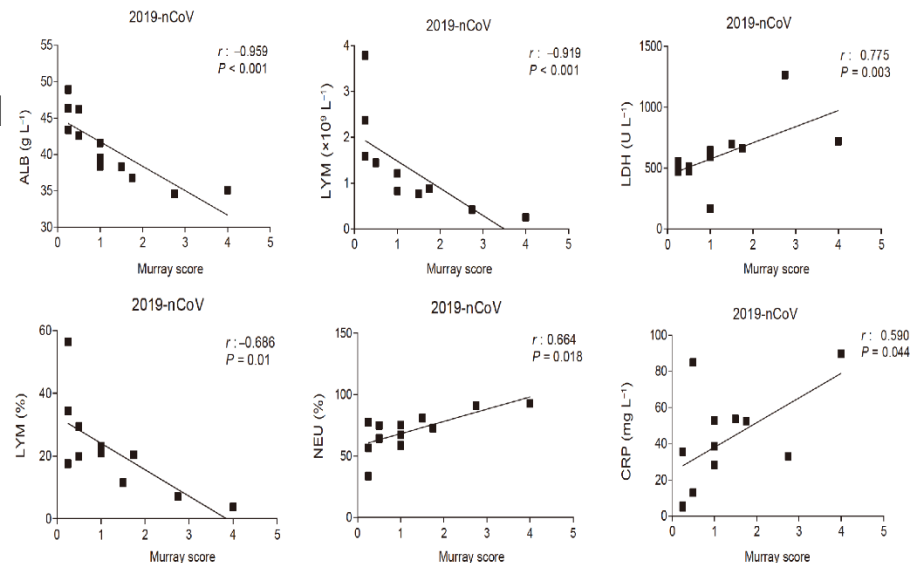 2019-nCoV
r : –0.959
P < 0.001
ALB (g L⁻¹)
55
50
45
40
35
30
0 1 2 3 4 5
Murray score
2019-nCoV
r : –0.919
P < 0.001
LYM (×10⁹ L⁻¹)
4
3
2
1
0
0 1 2 3 4 5
Murray score
2019-nCoV
r : 0.775
P = 0.003
LDH (U L⁻¹)
1500
1000
500
0
0 1 2 3 4 5
Murray score
2019-nCoV
r : –0.686
P = 0.01
LYM (%)
60
40
20
0
0 1 2 3 4 5
Murray score
2019-nCoV
r : 0.664
P = 0.018
NEU (%)
150
100
50
0
0 1 2 3 4 5
Murray score
2019-nCoV
r : 0.590
P = 0.044
CRP (mg L⁻¹)
100
80
60
40
20
0
0 1 2 3 4 5
Murray score